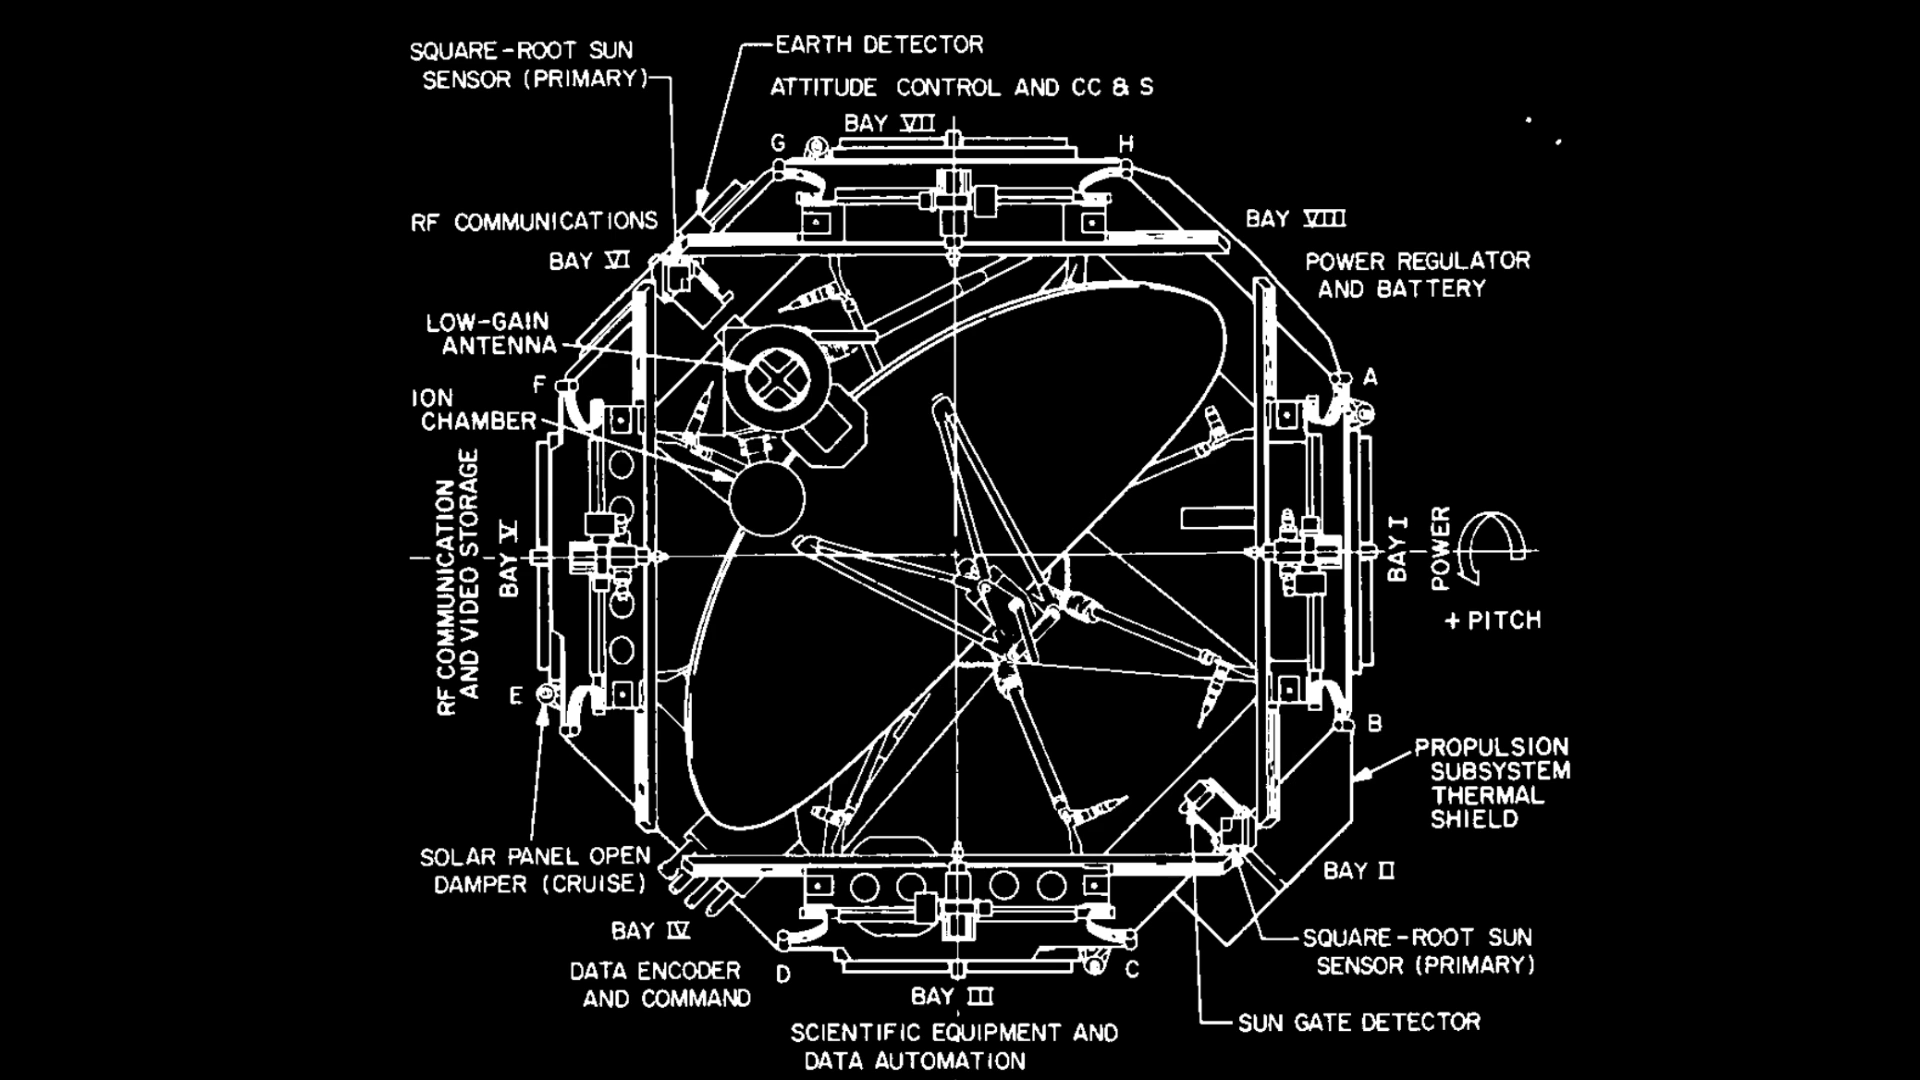 SQUARE-ROOT SUN
SENSOR (PRIMARY)
EARTH DETECTOR
ATTITUDE CONTROL AND CC & S
BAY VII
G
H
RF COMMUNICATIONS
BAY VI
BAY VIII
POWER REGULATOR
AND BATTERY
LOW-GAIN
ANTENNA
F
A
ION
CHAMBER
RF COMMUNICATION
AND VIDEO STORAGE
BAY V
BAY I
POWER
+ PITCH
E
B
PROPULSION
SUBSYSTEM
THERMAL
SHIELD
SOLAR PANEL OPEN
DAMPER (CRUISE)
BAY II
BAY IV
DATA ENCODER
AND COMMAND
D
C
SQUARE-ROOT SUN
SENSOR (PRIMARY)
BAY III
SCIENTIFIC EQUIPMENT AND
DATA AUTOMATION
SUN GATE DETECTOR